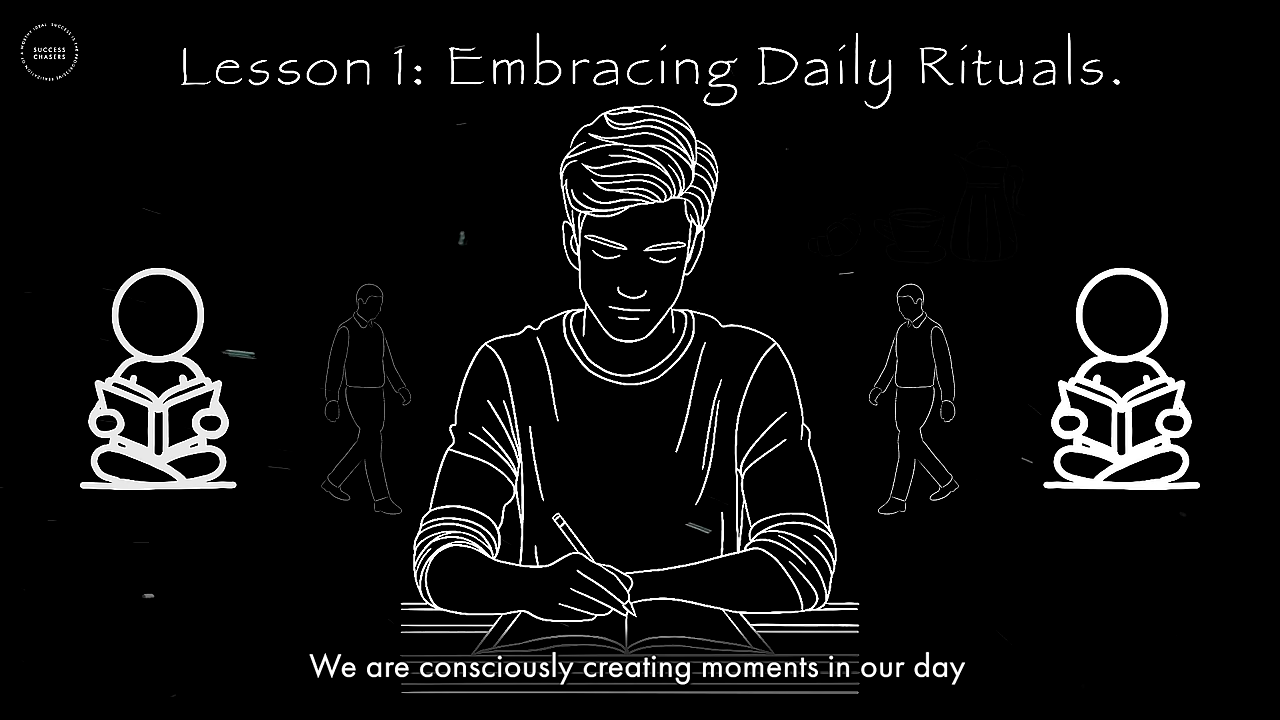 SUCCESS
CHASERS
Lesson 1: Embracing Daily Rituals.
We are consciously creating moments in our day